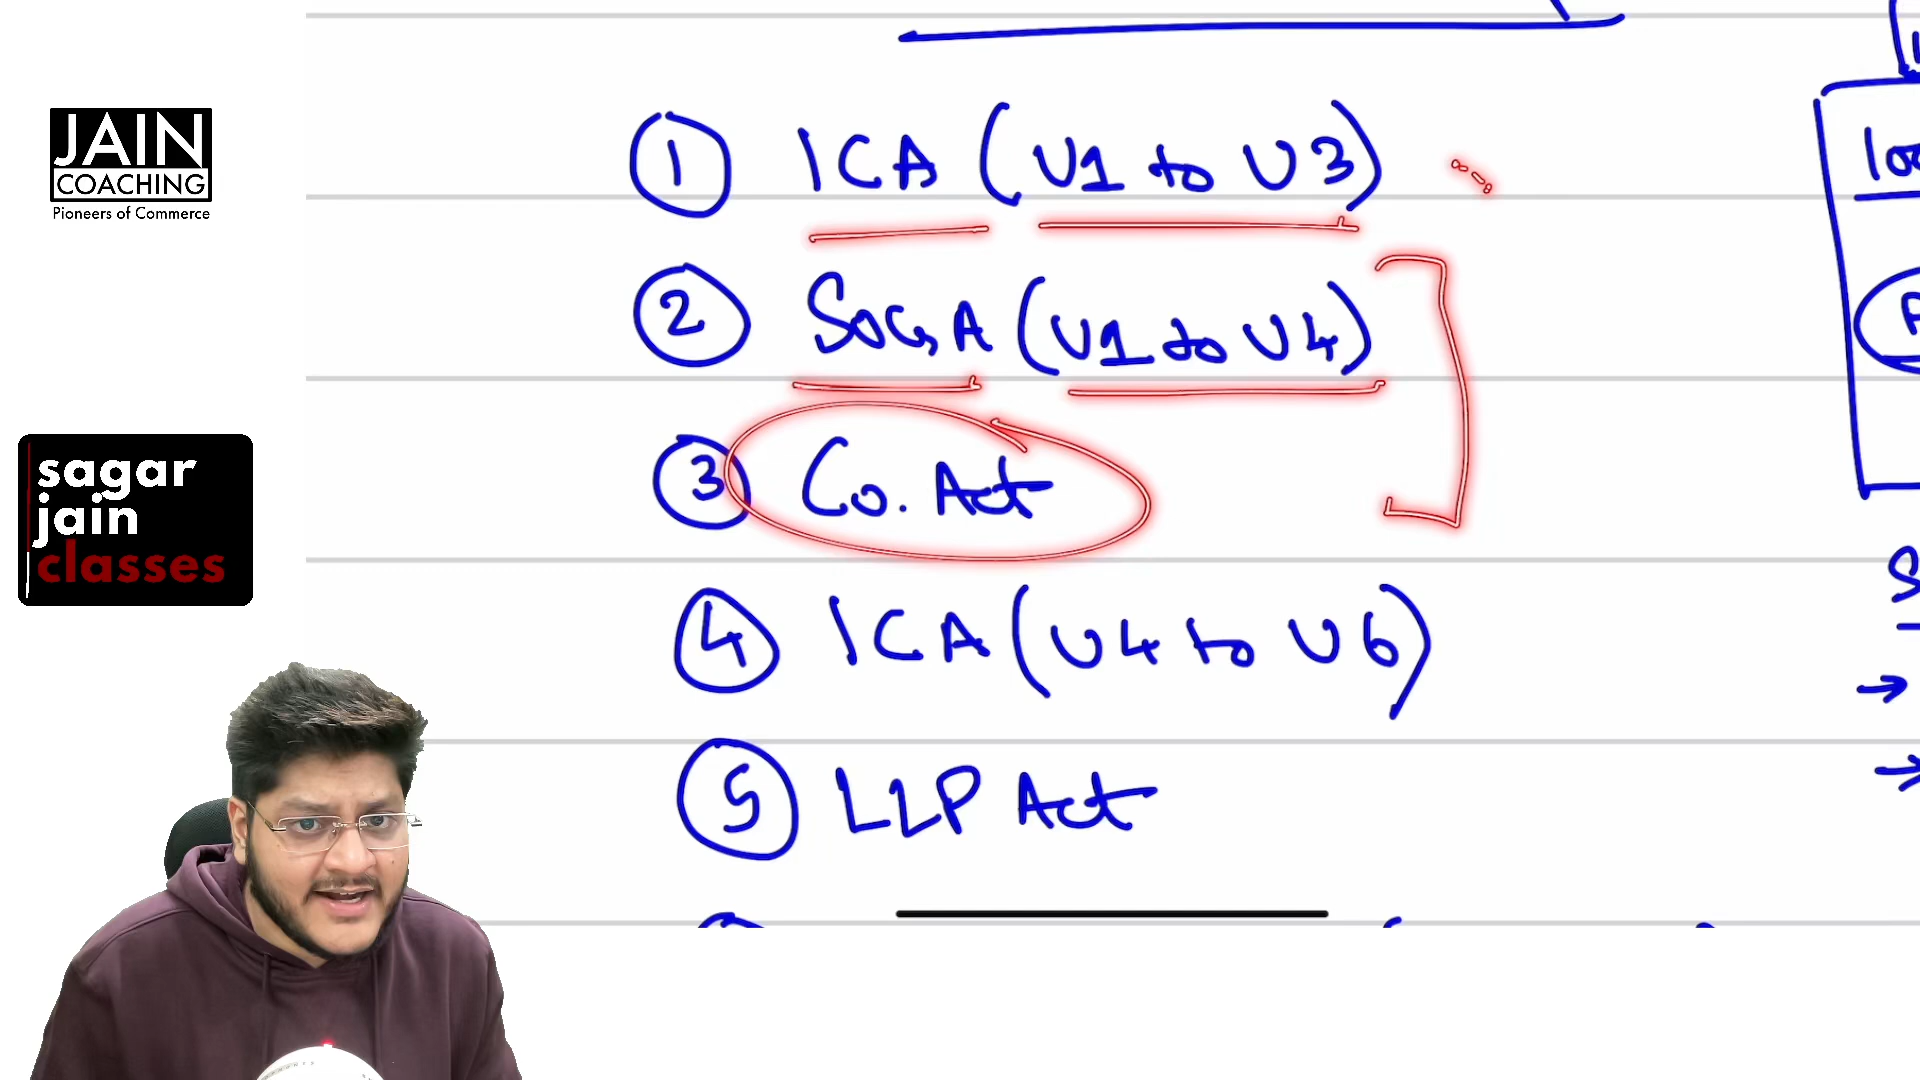 JAIN
COACHING
Pioneers of Commerce
sagar
jain
classes
① ICA (U1 to U3)
② SOGA (U1 to U4)
③ Co. Act
④ ICA (U4 to U6)
⑤ LLP Act